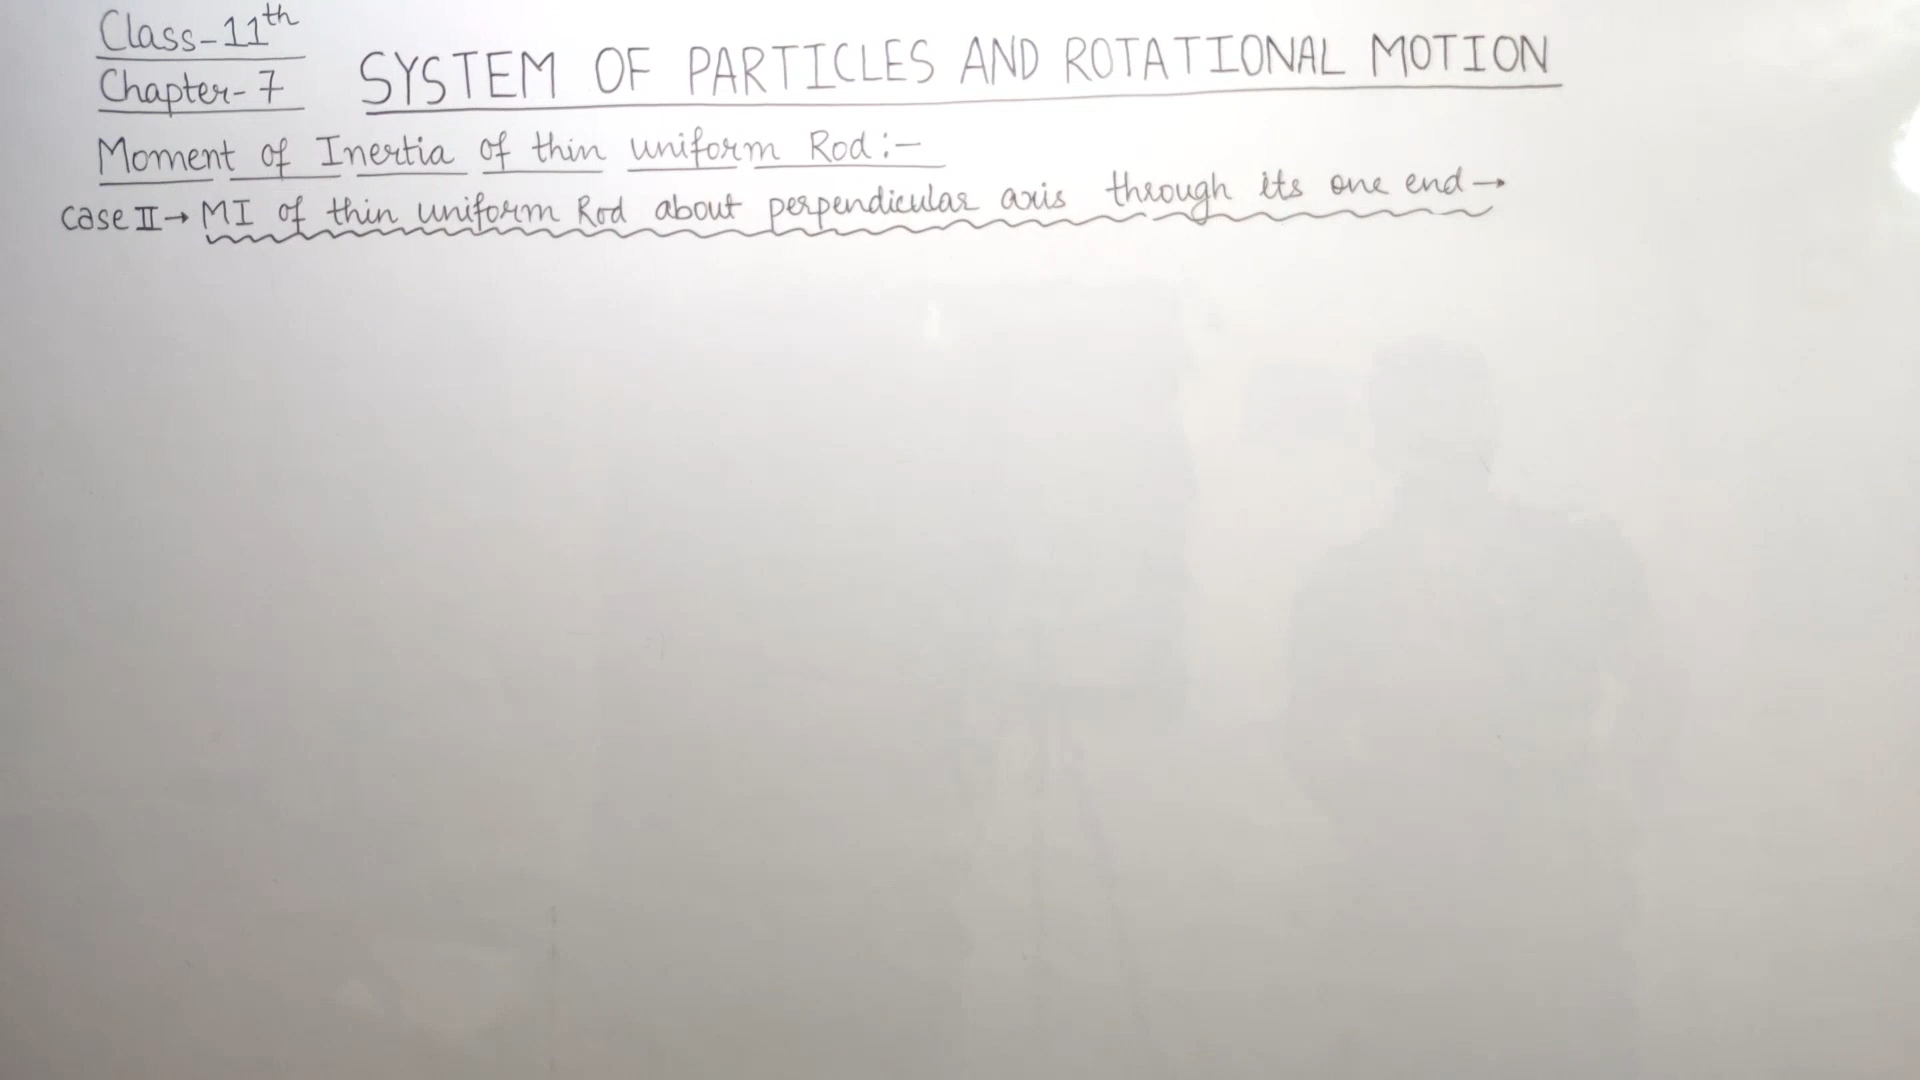 Class-11th
Chapter-7 SYSTEM OF PARTICLES AND ROTATIONAL MOTION
Moment of Inertia of thin uniform Rod:-
case II→ MI of thin uniform Rod about perpendicular axis through its one end→